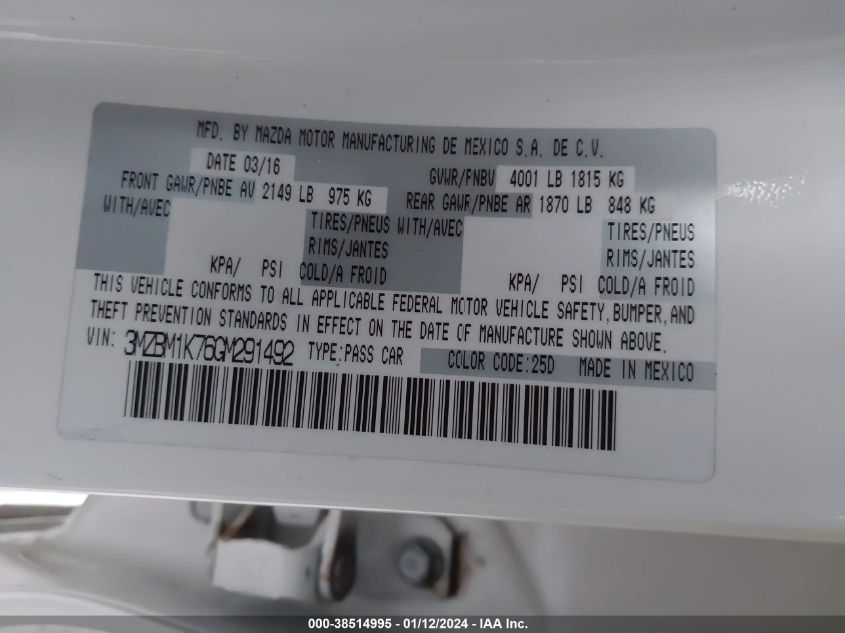 MFD. BY MAZDA MOTOR MANUFACTURING DE MEXICO S.A. DE C.V.
DATE 03/16 GVWR/PNBV 4001 LB 1815 KG
FRONT GAWR/PNBE AV 2149 LB 975 KG REAR GAWR/PNBE AR 1870 LB 848 KG
WITH/AVEC TIRES/PNEUS WITH/AVEC TIRES/PNEUS
RIMS/JANTES RIMS/JANTES
KPA/ PSI COLD/A FROID KPA/ PSI COLD/A FROID
THIS VEHICLE CONFORMS TO ALL APPLICABLE FEDERAL MOTOR VEHICLE SAFETY, BUMPER, AND
THEFT PREVENTION STANDARDS IN EFFECT ON THE DATE OF MANUFACTURE SHOWN ABOVE.
VIN: 3MZBM1K76GM291492 TYPE:PASS CAR COLOR CODE:25D MADE IN MEXICO
000-38514995 - 01/12/2024 - IAA Inc.